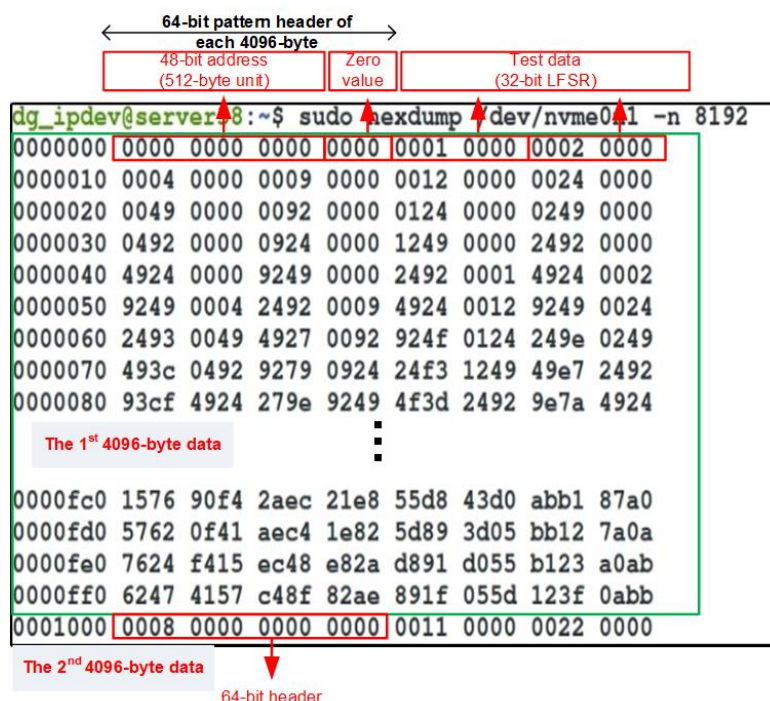 64-bit pattern header of
each 4096-byte
48-bit address
(512-byte unit)
Zero
value
Test data
(32-bit LFSR)
dg_ipdev@server38:~$ sudo hexdump /dev/nvme0n1 -n 8192
0000000 0000 0000 0000 0000 0001 0000 0002 0000
0000010 0004 0000 0009 0000 0012 0000 0024 0000
0000020 0049 0000 0092 0000 0124 0000 0249 0000
0000030 0492 0000 0924 0000 1249 0000 2492 0000
0000040 4924 0000 9249 0000 2492 0001 4924 0002
0000050 9249 0004 2492 0009 4924 0012 9249 0024
0000060 2493 0049 4927 0092 924f 0124 249e 0249
0000070 493c 0492 9279 0924 24f3 1249 49e7 2492
0000080 93cf 4924 279e 9249 4f3d 2492 9e7a 4924
The 1st 4096-byte data
0000fc0 1576 90f4 2aec 21e8 55d8 43d0 abb1 87a0
0000fd0 5762 0f41 aec4 1e82 5d89 3d05 bb12 7a0a
0000fe0 7624 f415 ec48 e82a d891 d055 b123 a0ab
0000ff0 6247 4157 c48f 82ae 891f 055d 123f 0abb
0001000 0008 0000 0000 0000 0011 0000 0022 0000
The 2nd 4096-byte data
64-bit header